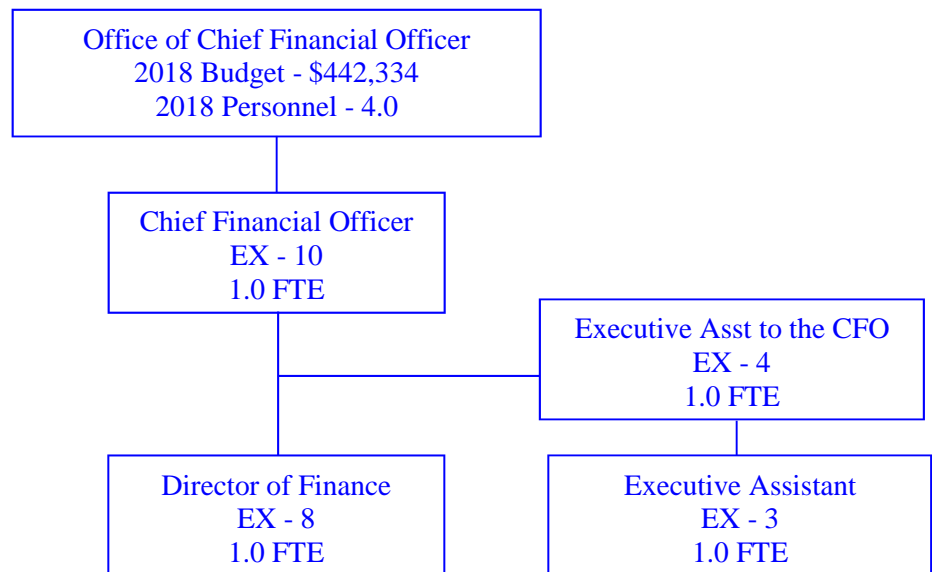 Office of Chief Financial Officer
2018 Budget - $442,334
2018 Personnel - 4.0
Chief Financial Officer
EX - 10
1.0 FTE
Executive Asst to the CFO
EX - 4
1.0 FTE
Director of Finance
EX - 8
1.0 FTE
Executive Assistant
EX - 3
1.0 FTE